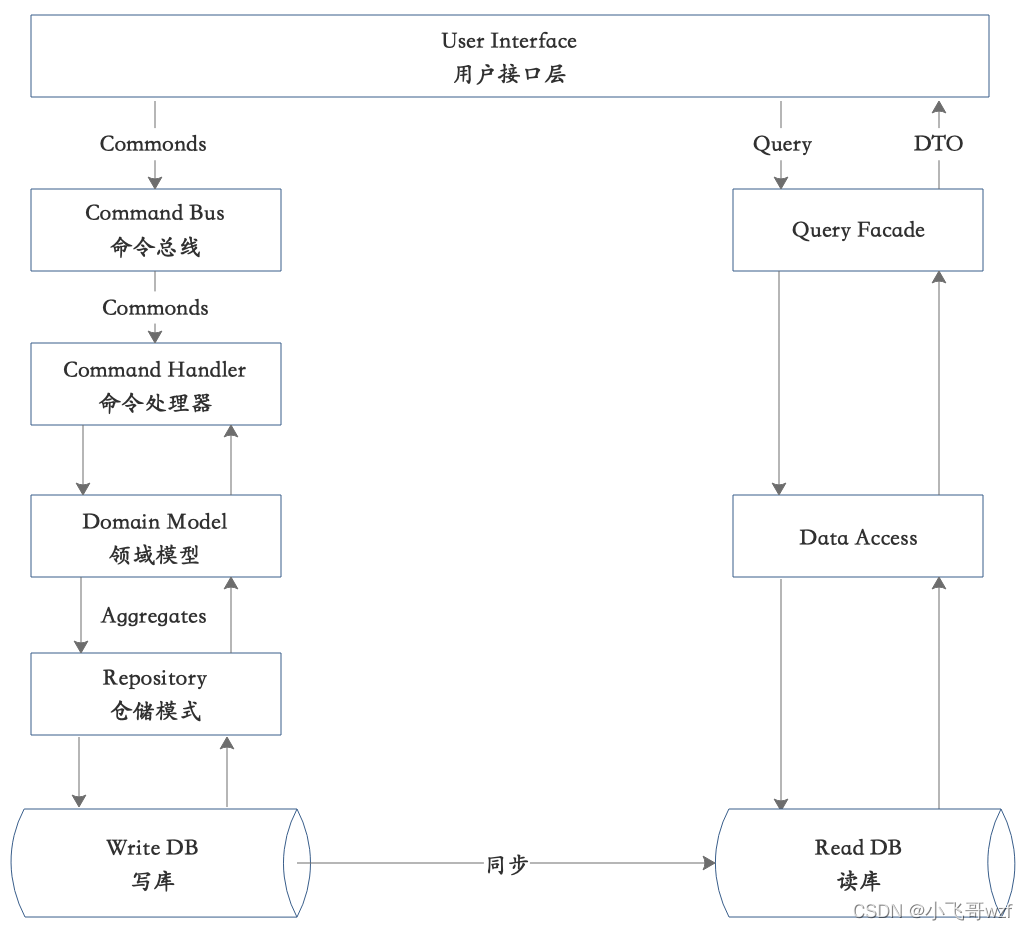 User Interface
用户接口层
Commonds
Query
DTO
Command Bus
命令总线
Query Facade
Commonds
Command Handler
命令处理器
Domain Model
领域模型
Data Access
Aggregates
Repository
仓储模式
Write DB
写库
同步
Read DB
读库
CSDN @小飞哥wzf